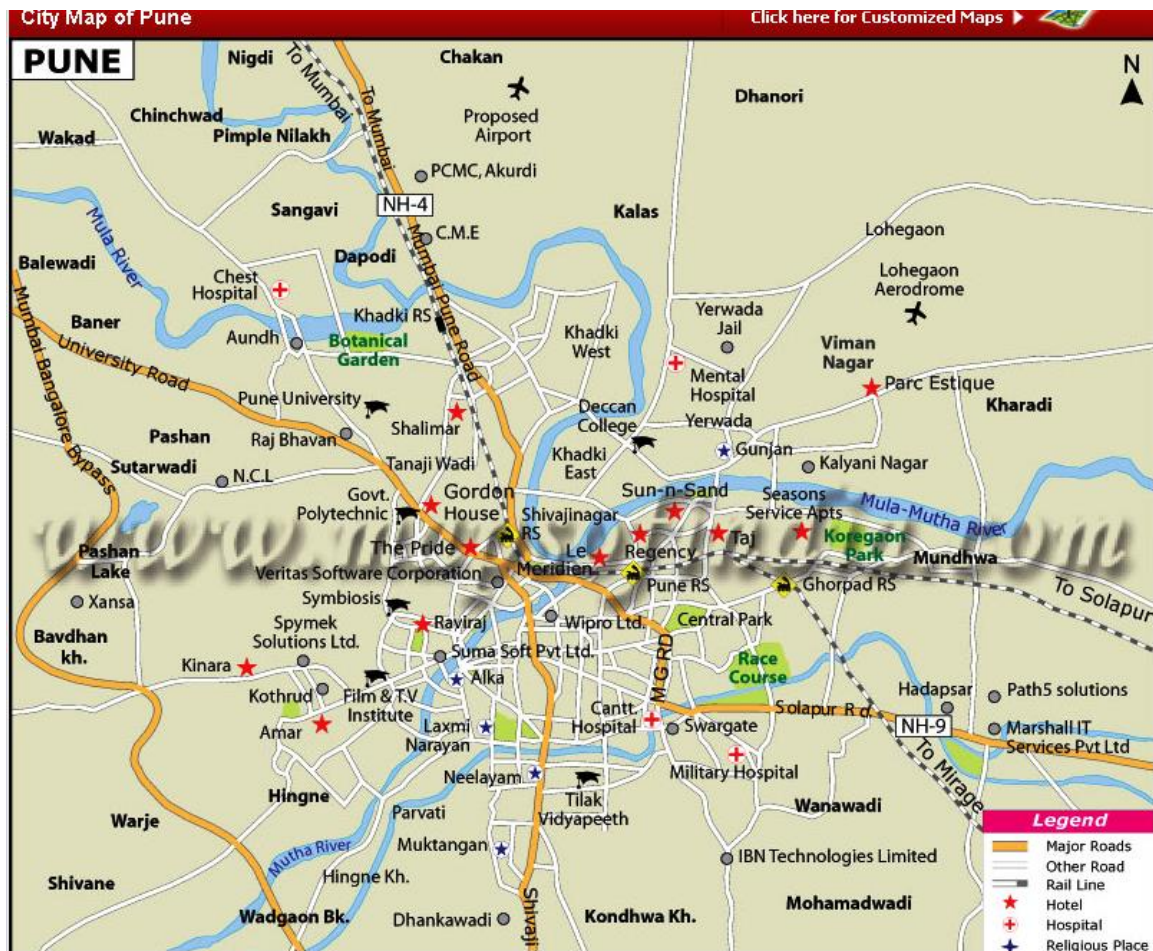 City Map of Pune
Click here for Customized Maps
PUNE
N
Nigdi
To Mumbai
To Mumbai
Chakan
Proposed
Airport
Dhanori
Chinchwad
Wakad
Pimple Nilakh
PCMC, Akurdi
NH-4
Sangavi
Kalas
Mula River
C.M.E
Lohegaon
Balewadi
Dapodi
Mumbai Pune Road
Chest
Hospital
Lohegaon
Aerodrome
Baner
Khadki RS
Yerwada
Jail
Mumbai Bangalore Bypass
University Road
Aundh
Botanical
Garden
Khadki
West
Viman
Nagar
Mental
Hospital
Parc Estique
Pune University
Shalimar
Deccan
College
Yerwada
Kharadi
Pashan
Raj Bhavan
Gunjan
Sutarwadi
N.C.L
Tanaji Wadi
Khadki
East
Kalyani Nagar
Govt.
Polytechnic
Gordon
House
Sun-n-Sand
Seasons
Service Apts
Mula-Mutha River
Shivajinagar
RS
www.mapsofindia.com
The Pride
Le
Meridien
Regency
Taj
Koregaon
Park
Mundhwa
Pashan
Lake
Veritas Software Corporation
Pune RS
Ghorpad RS
To Solapur
Xansa
Symbiosis
Spymek
Solutions Ltd.
Raviraj
Wipro Ltd.
Central Park
Bavdhan
kh.
Suma Soft Pvt Ltd.
M G RD
Race
Course
Kinara
Kothrud
Film & T.V
Institute
Alka
Hadapsar
Path5 solutions
Amar
Laxmi
Narayan
Cantt.
Hospital
Swargate
Solapur Rd.
NH-9
Marshall IT
Services Pvt Ltd
Neelayam
Military Hospital
To Mirage
Hingne
Tilak
Vidyapeeth
Wanawadi
Warje
Parvati
Mutha River
Muktangan
IBN Technologies Limited
Shivane
Hingne Kh.
Wadgaon Bk.
Dhankawadi
Shivaji
Kondhwa Kh.
Mohamadwadi
Legend
Major Roads
Other Road
Rail Line
Hotel
Hospital
Religious Place